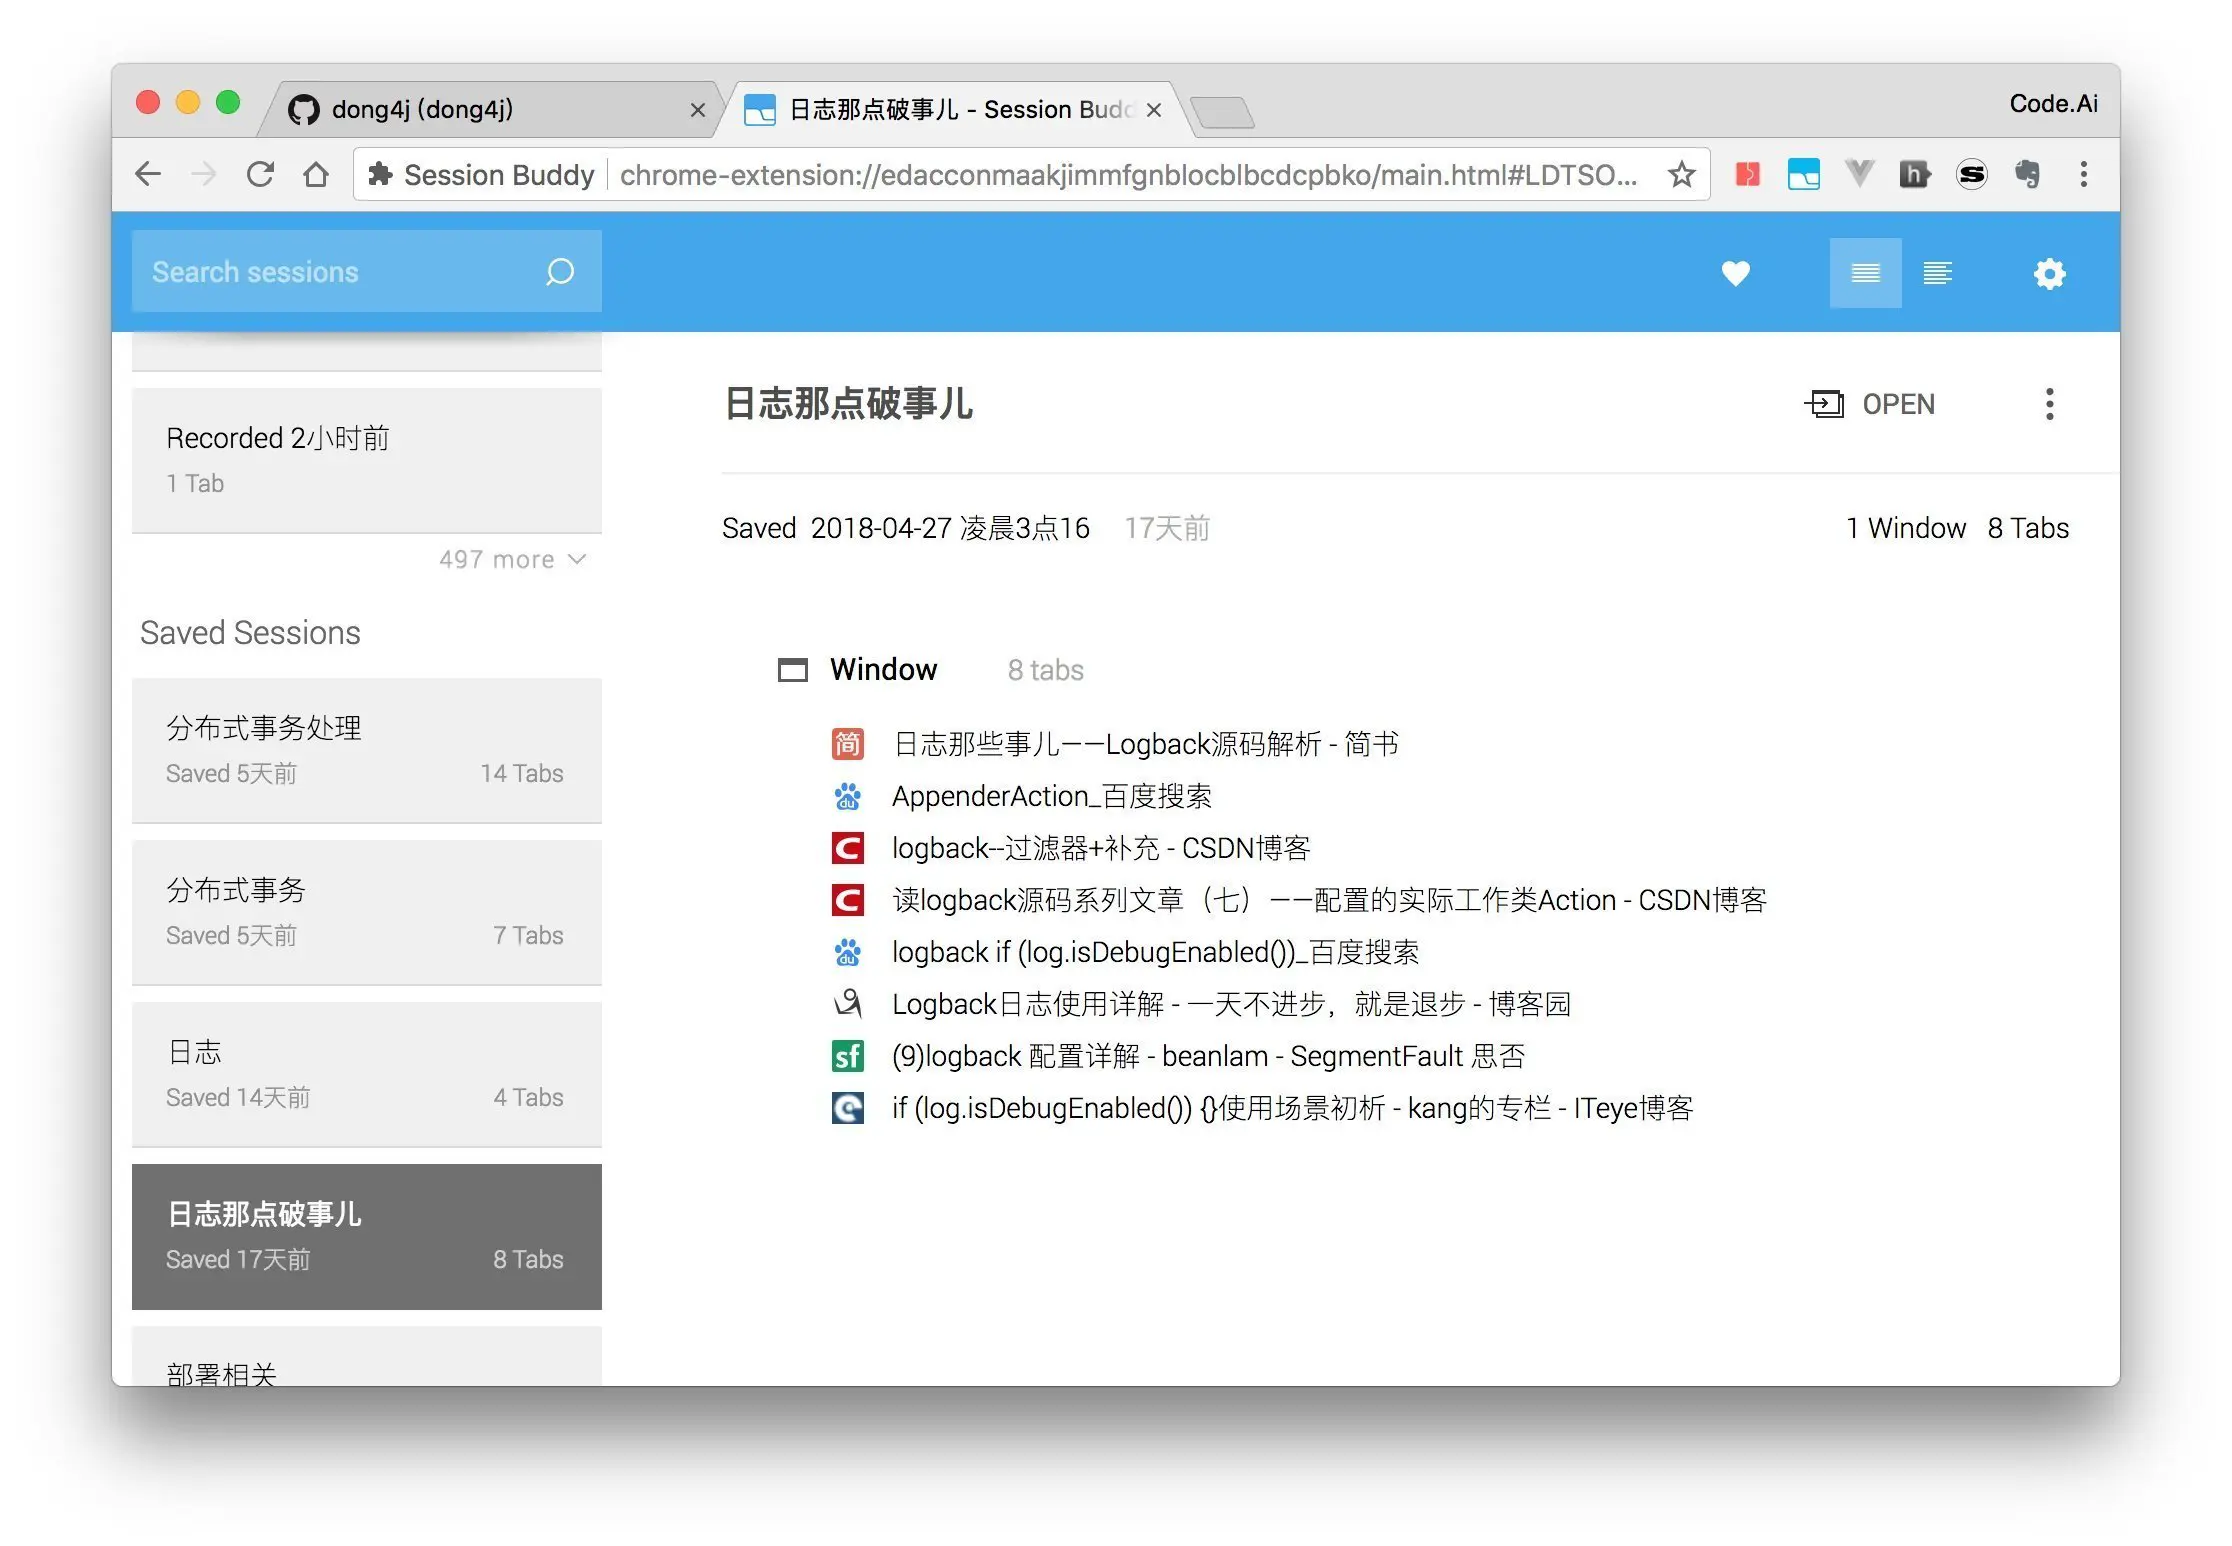 dong4j (dong4j)
日志那点破事儿 - Session Budd
Code.Ai
Session Buddy
chrome-extension://edacconmaakjimmfgnblocblbcdcpbko/main.html#LDTSO...
Search sessions
Recorded 2小时前
1 Tab
497 more
Saved Sessions
分布式事务处理
Saved 5天前 14 Tabs
分布式事务
Saved 5天前 7 Tabs
日志
Saved 14天前 4 Tabs
日志那点破事儿
Saved 17天前 8 Tabs
部署相关
日志那点破事儿
OPEN
Saved 2018-04-27 凌晨3点16 17天前
1 Window 8 Tabs
Window 8 tabs
简 日志那些事儿——Logback源码解析 - 简书
du AppenderAction_百度搜索
C logback--过滤器+补充 - CSDN博客
C 读logback源码系列文章（七）——配置的实际工作类Action - CSDN博客
du logback if (log.isDebugEnabled())_百度搜索
Logback日志使用详解 - 一天不进步，就是退步 - 博客园
sf (9)logback 配置详解 - beanlam - SegmentFault 思否
if (log.isDebugEnabled()) {}使用场景初析 - kang的专栏 - ITeye博客